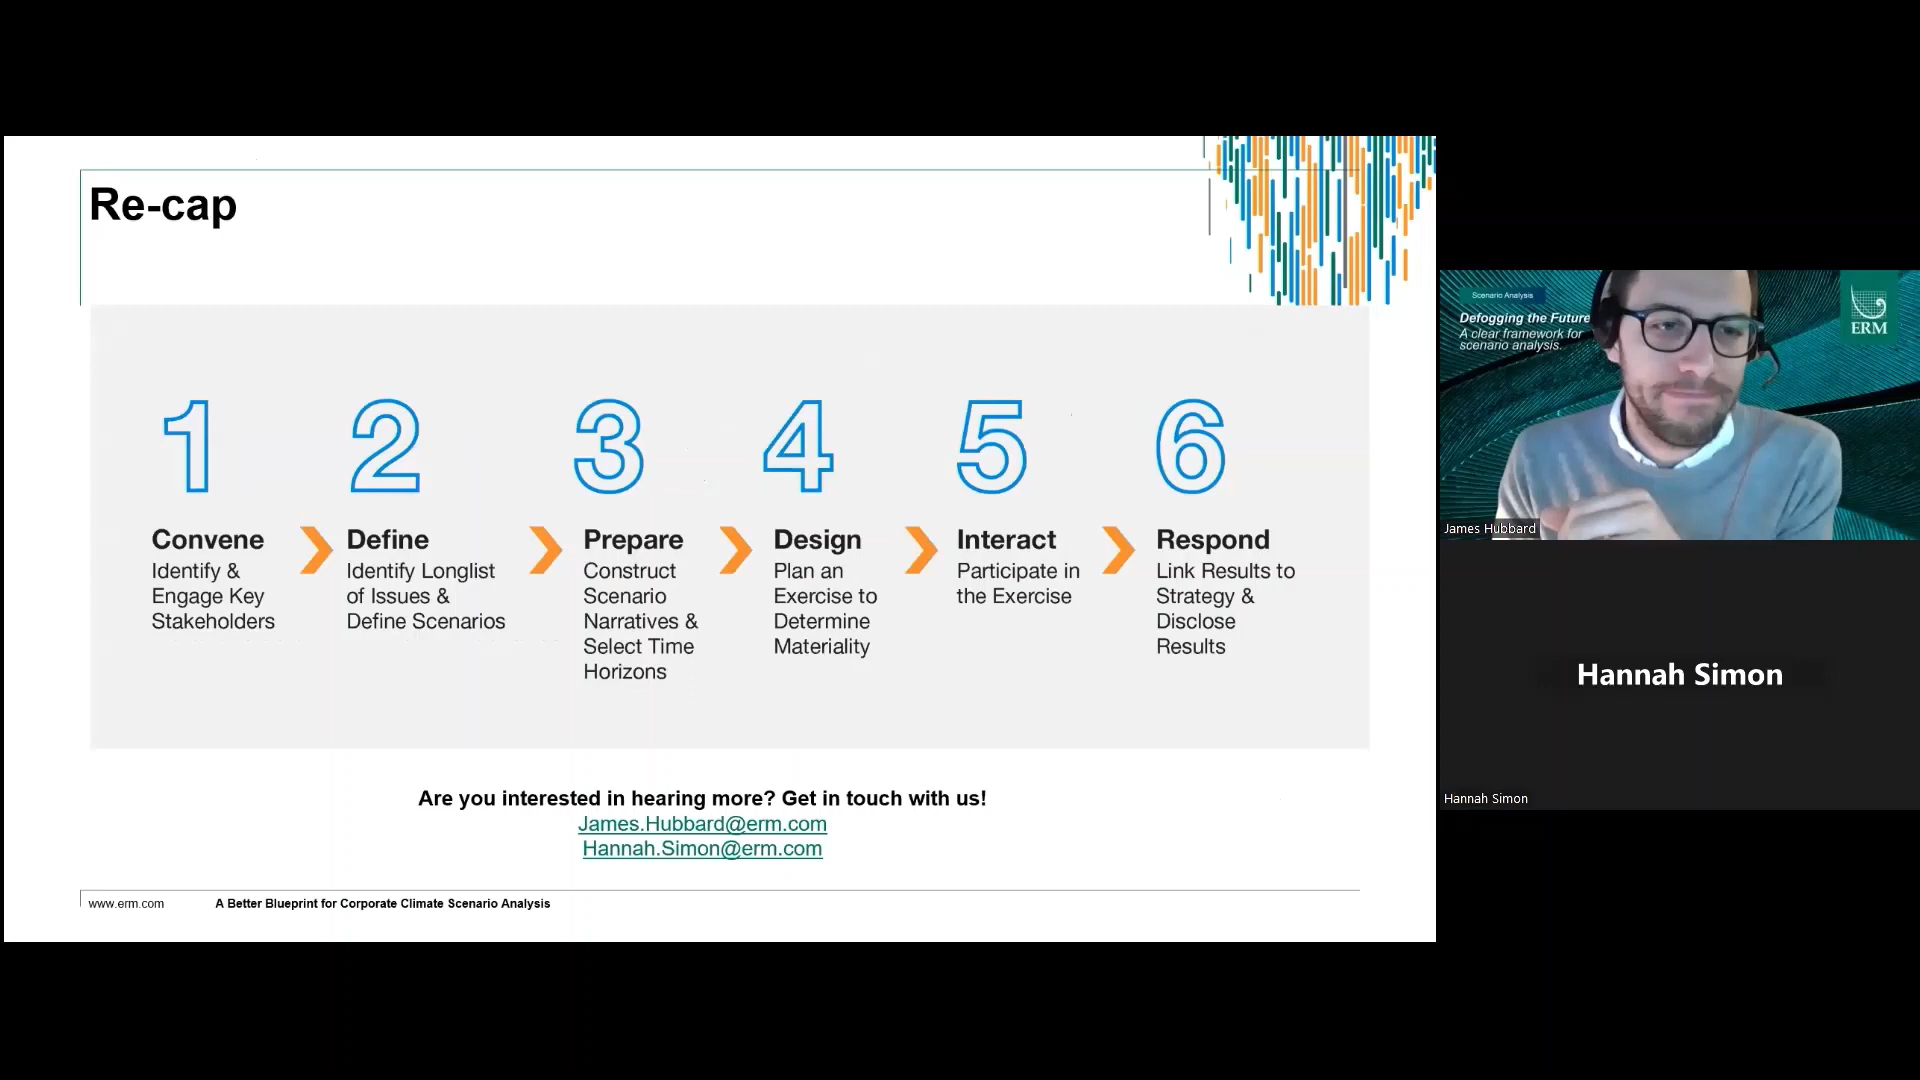 Re-cap
1
2
3
4
5
6
Convene
Identify &
Engage Key
Stakeholders
Define
Identify Longlist
of Issues &
Define Scenarios
Prepare
Construct
Scenario
Narratives &
Select Time
Horizons
Design
Plan an
Exercise to
Determine
Materiality
Interact
Participate in
the Exercise
Respond
Link Results to
Strategy &
Disclose
Results
Are you interested in hearing more? Get in touch with us!
James.Hubbard@erm.com
Hannah.Simon@erm.com
www.erm.com
A Better Blueprint for Corporate Climate Scenario Analysis
Scenario Analysis
Defogging the Future
A clear framework for
scenario analysis.
ERM
James Hubbard
Hannah Simon
Hannah Simon